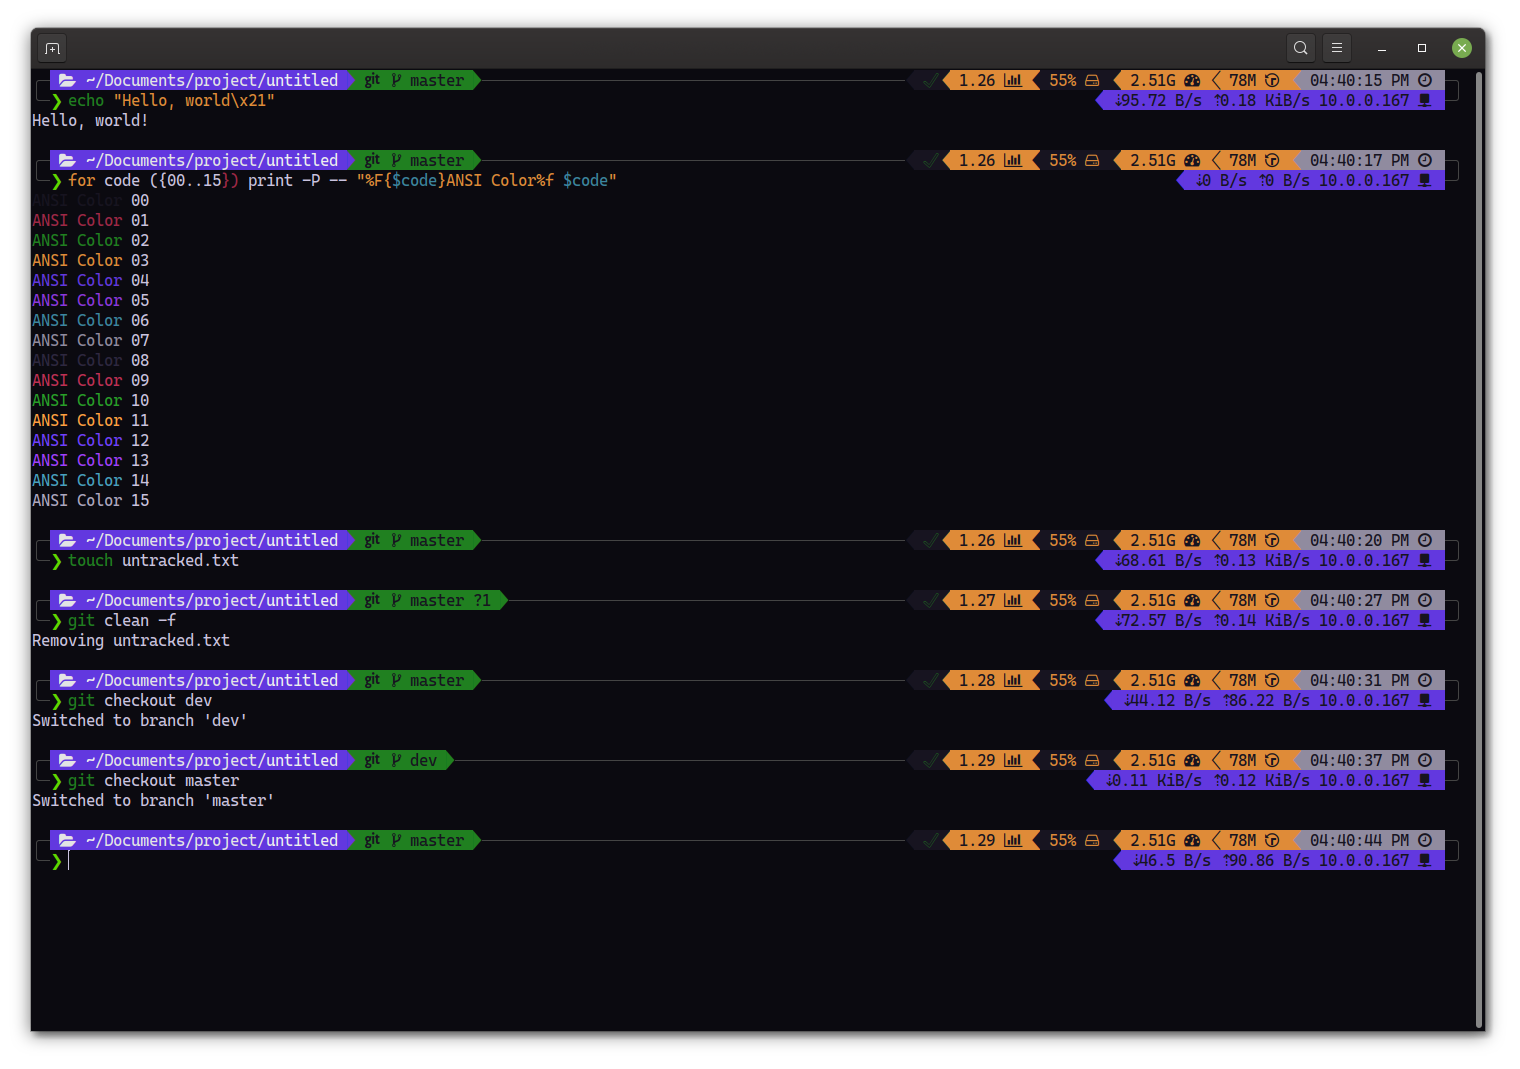 ~/Documents/project/untitled git master 1.26 55% 2.51G 78M 04:40:15 PM
❯ echo "Hello, world\x21" ⇣95.72 B/s ⇡0.18 KiB/s 10.0.0.167
Hello, world!
~/Documents/project/untitled git master 1.26 55% 2.51G 78M 04:40:17 PM
❯ for code ({00..15}) print -P -- "%F{$code}ANSI Color%f $code" ⇣0 B/s ⇡0 B/s 10.0.0.167
ANSI Color 00
ANSI Color 01
ANSI Color 02
ANSI Color 03
ANSI Color 04
ANSI Color 05
ANSI Color 06
ANSI Color 07
ANSI Color 08
ANSI Color 09
ANSI Color 10
ANSI Color 11
ANSI Color 12
ANSI Color 13
ANSI Color 14
ANSI Color 15
~/Documents/project/untitled git master 1.26 55% 2.51G 78M 04:40:20 PM
❯ touch untracked.txt ⇣68.61 B/s ⇡0.13 KiB/s 10.0.0.167
~/Documents/project/untitled git master ?1 1.27 55% 2.51G 78M 04:40:27 PM
❯ git clean -f ⇣72.57 B/s ⇡0.14 KiB/s 10.0.0.167
Removing untracked.txt
~/Documents/project/untitled git master 1.28 55% 2.51G 78M 04:40:31 PM
❯ git checkout dev ⇣44.12 B/s ⇡86.22 B/s 10.0.0.167
Switched to branch 'dev'
~/Documents/project/untitled git dev 1.29 55% 2.51G 78M 04:40:37 PM
❯ git checkout master ⇣0.11 KiB/s ⇡0.12 KiB/s 10.0.0.167
Switched to branch 'master'
~/Documents/project/untitled git master 1.29 55% 2.51G 78M 04:40:44 PM
❯ ⇣46.5 B/s ⇡90.86 B/s 10.0.0.167